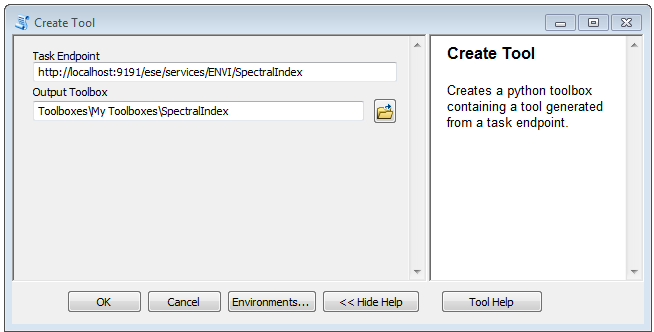 Create Tool
Task Endpoint
http://localhost:9191/ese/services/ENVI/SpectralIndex
Output Toolbox
Toolboxes\My Toolboxes\SpectralIndex
Create Tool
Creates a python toolbox
containing a tool generated
from a task endpoint.
OK
Cancel
Environments...
<< Hide Help
Tool Help